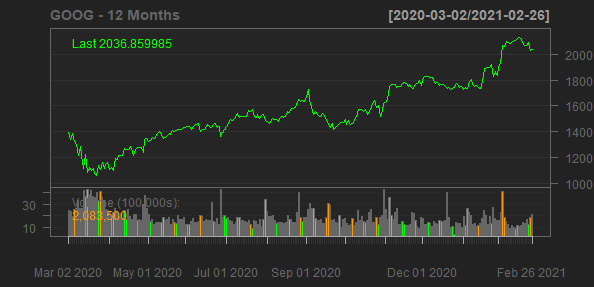 GOOG - 12 Months [2020-03-02/2021-02-26]
Last 2036.859985
2000
1800
1600
1400
1200
1000
Volume (100,000s):
2,083,500
30
20
10
Mar 02 2020 May 01 2020 Jul 01 2020 Sep 01 2020 Dec 01 2020 Feb 26 2021